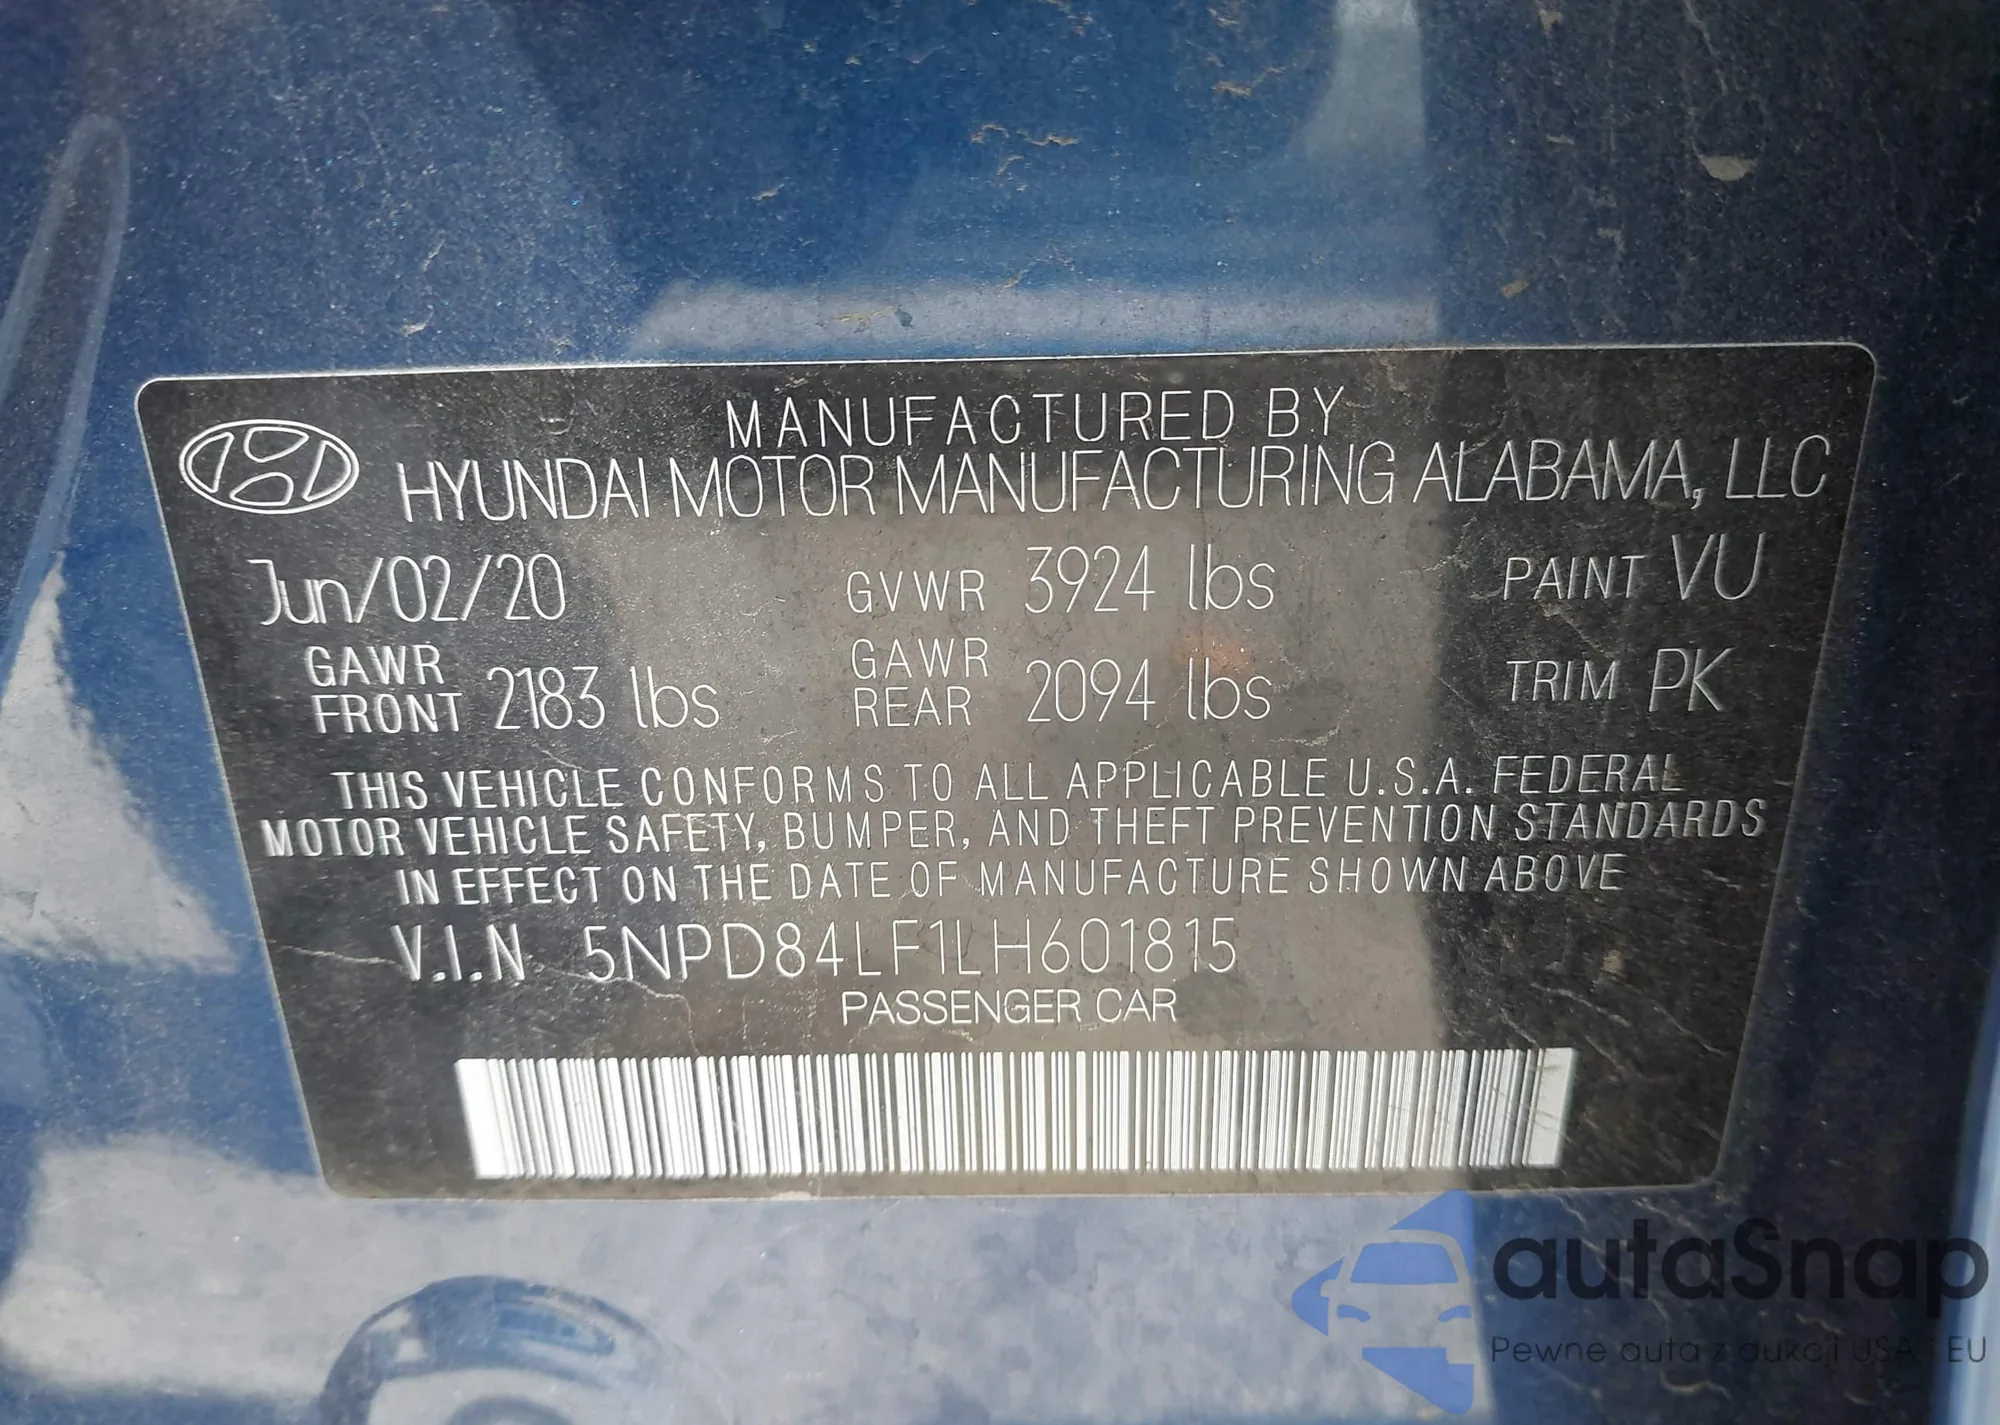 MANUFACTURED BY
HYUNDAI MOTOR MANUFACTURING ALABAMA, LLC
Jun/02/20 GVWR 3924 lbs PAINT VU
GAWR FRONT 2183 lbs GAWR REAR 2094 lbs TRIM PK
THIS VEHICLE CONFORMS TO ALL APPLICABLE U.S.A. FEDERAL
MOTOR VEHICLE SAFETY, BUMPER, AND THEFT PREVENTION STANDARDS
IN EFFECT ON THE DATE OF MANUFACTURE SHOWN ABOVE
V.I.N 5NPD84LF1LH601815
PASSENGER CAR
autaSnap
Pewne auta z aukcji USA i EU